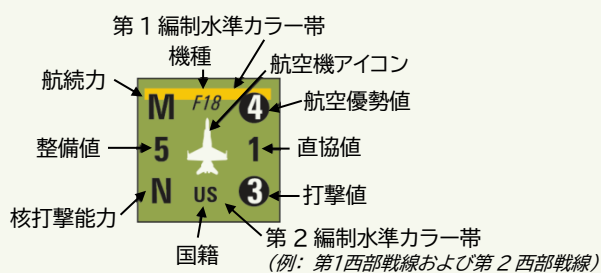 第1編制水準カラー帯
機種
航空機アイコン
航続力
航空優勢値
M F18 4
整備値
5 1
直協値
N US 3
打撃値
核打撃能力
国籍
第2編制水準カラー帯
(例: 第1西部戦線および第2西部戦線)